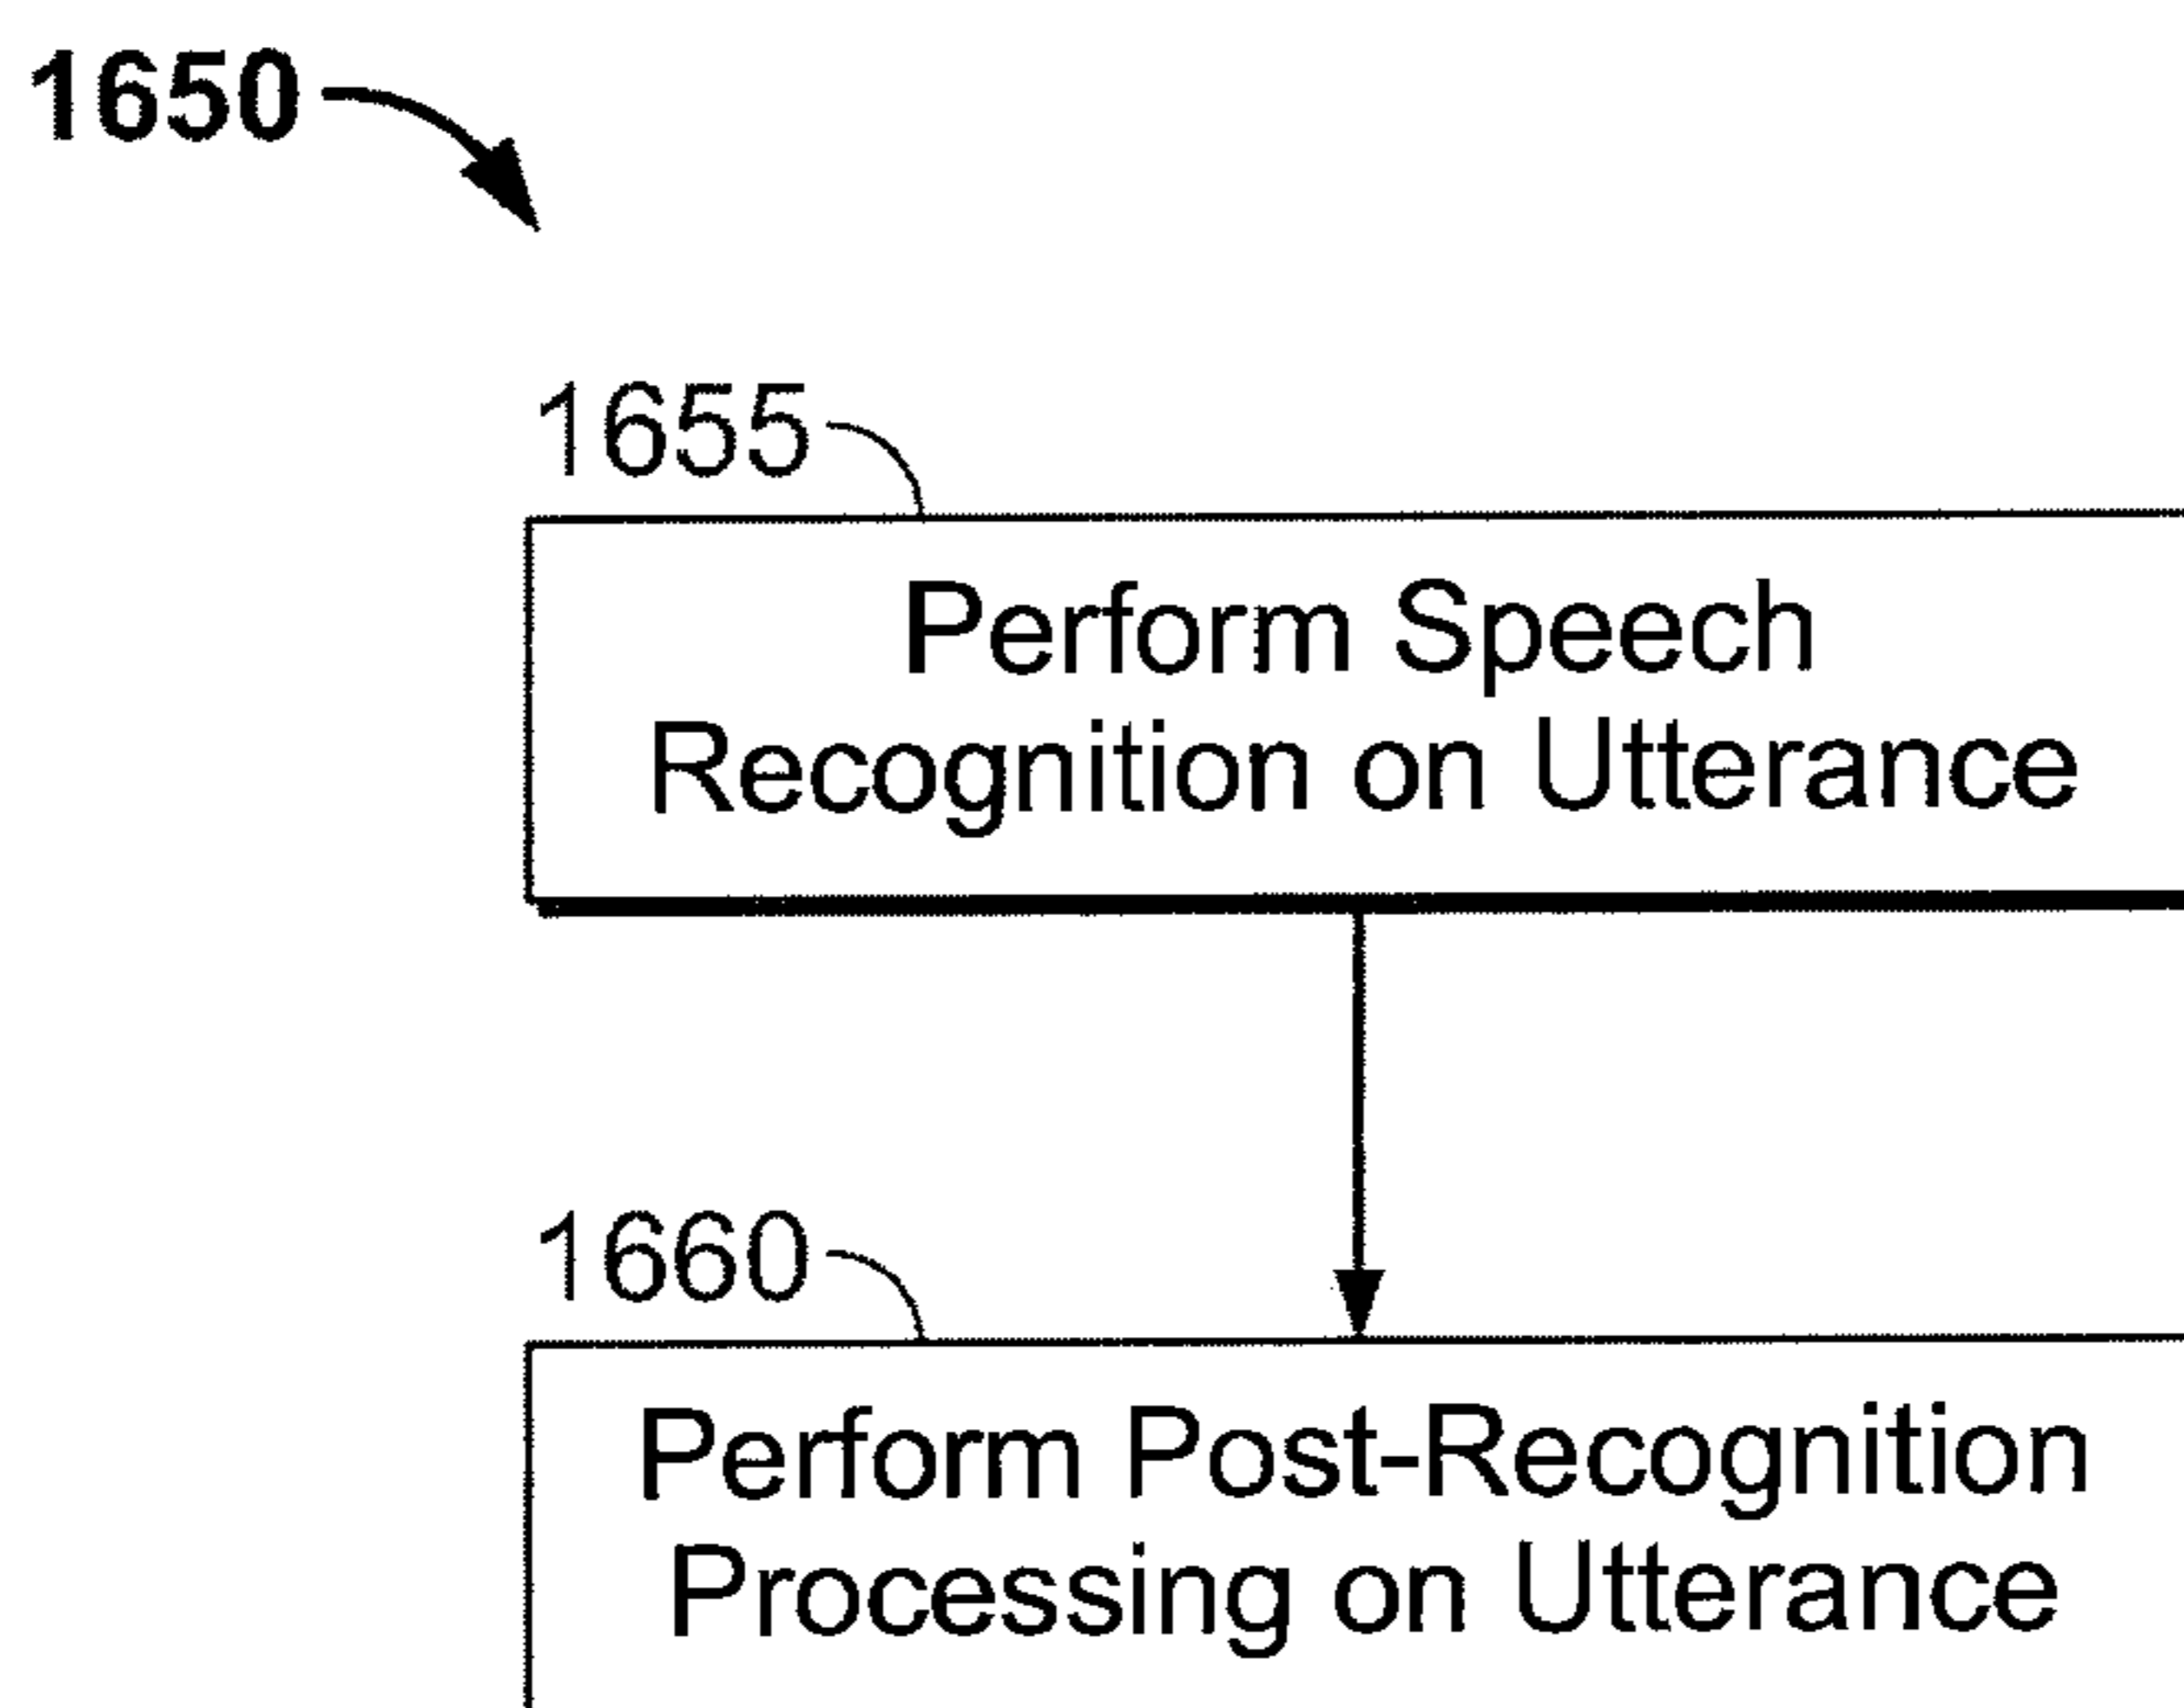 1650
1655
Perform Speech
Recognition on Utterance
1660
Perform Post-Recognition
Processing on Utterance